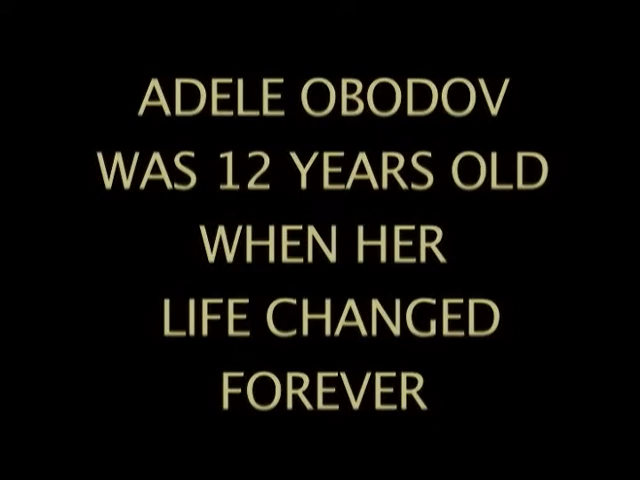 ADELE OBODOV
WAS 12 YEARS OLD
WHEN HER
LIFE CHANGED
FOREVER